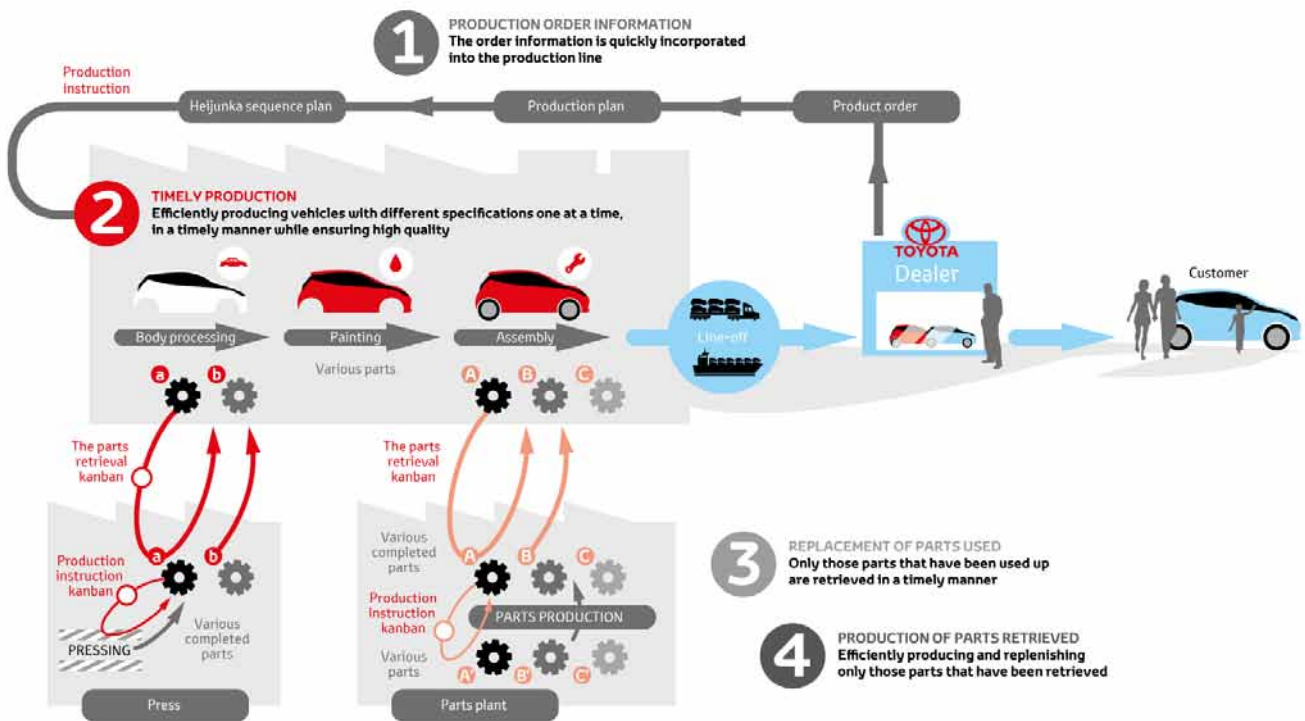 1
PRODUCTION ORDER INFORMATION
The order information is quickly incorporated
into the production line
Production
instruction
Heijunka sequence plan
Production plan
Product order
2
TIMELY PRODUCTION
Efficiently producing vehicles with different specifications one at a time,
in a timely manner while ensuring high quality
TOYOTA
Dealer
Customer
Body processing
Painting
Assembly
Line-off
Various parts
a
b
A
B
C
The parts
retrieval
kanban
The parts
retrieval
kanban
a
b
Various
completed
parts
A
B
C
Production
instruction
kanban
Various
completed
parts
PRESSING
Production
Instruction
kanban
PARTS PRODUCTION
Various
parts
A'
B'
C'
Press
Parts plant
3
REPLACEMENT OF PARTS USED
Only those parts that have been used up
are retrieved in a timely manner
4
PRODUCTION OF PARTS RETRIEVED
Efficiently producing and replenishing
only those parts that have been retrieved